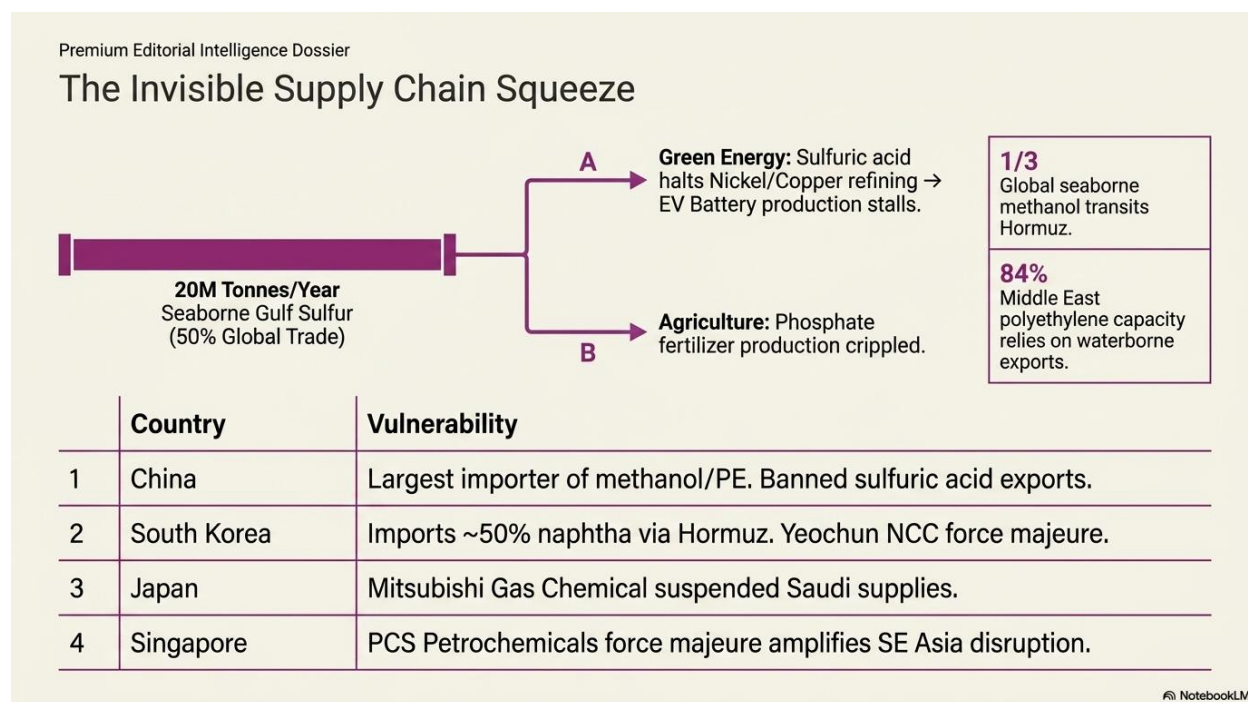 Premium Editorial Intelligence Dossier
The Invisible Supply Chain Squeeze
20M Tonnes/Year
Seaborne Gulf Sulfur
(50% Global Trade)
A
Green Energy: Sulfuric acid
halts Nickel/Copper refining →
EV Battery production stalls.
B
Agriculture: Phosphate
fertilizer production crippled.
1/3
Global seaborne
methanol transits
Hormuz.
84%
Middle East
polyethylene capacity
relies on waterborne
exports.
Country Vulnerability
1 China Largest importer of methanol/PE. Banned sulfuric acid exports.
2 South Korea Imports ~50% naphtha via Hormuz. Yeochun NCC force majeure.
3 Japan Mitsubishi Gas Chemical suspended Saudi supplies.
4 Singapore PCS Petrochemicals force majeure amplifies SE Asia disruption.
NotebookLM